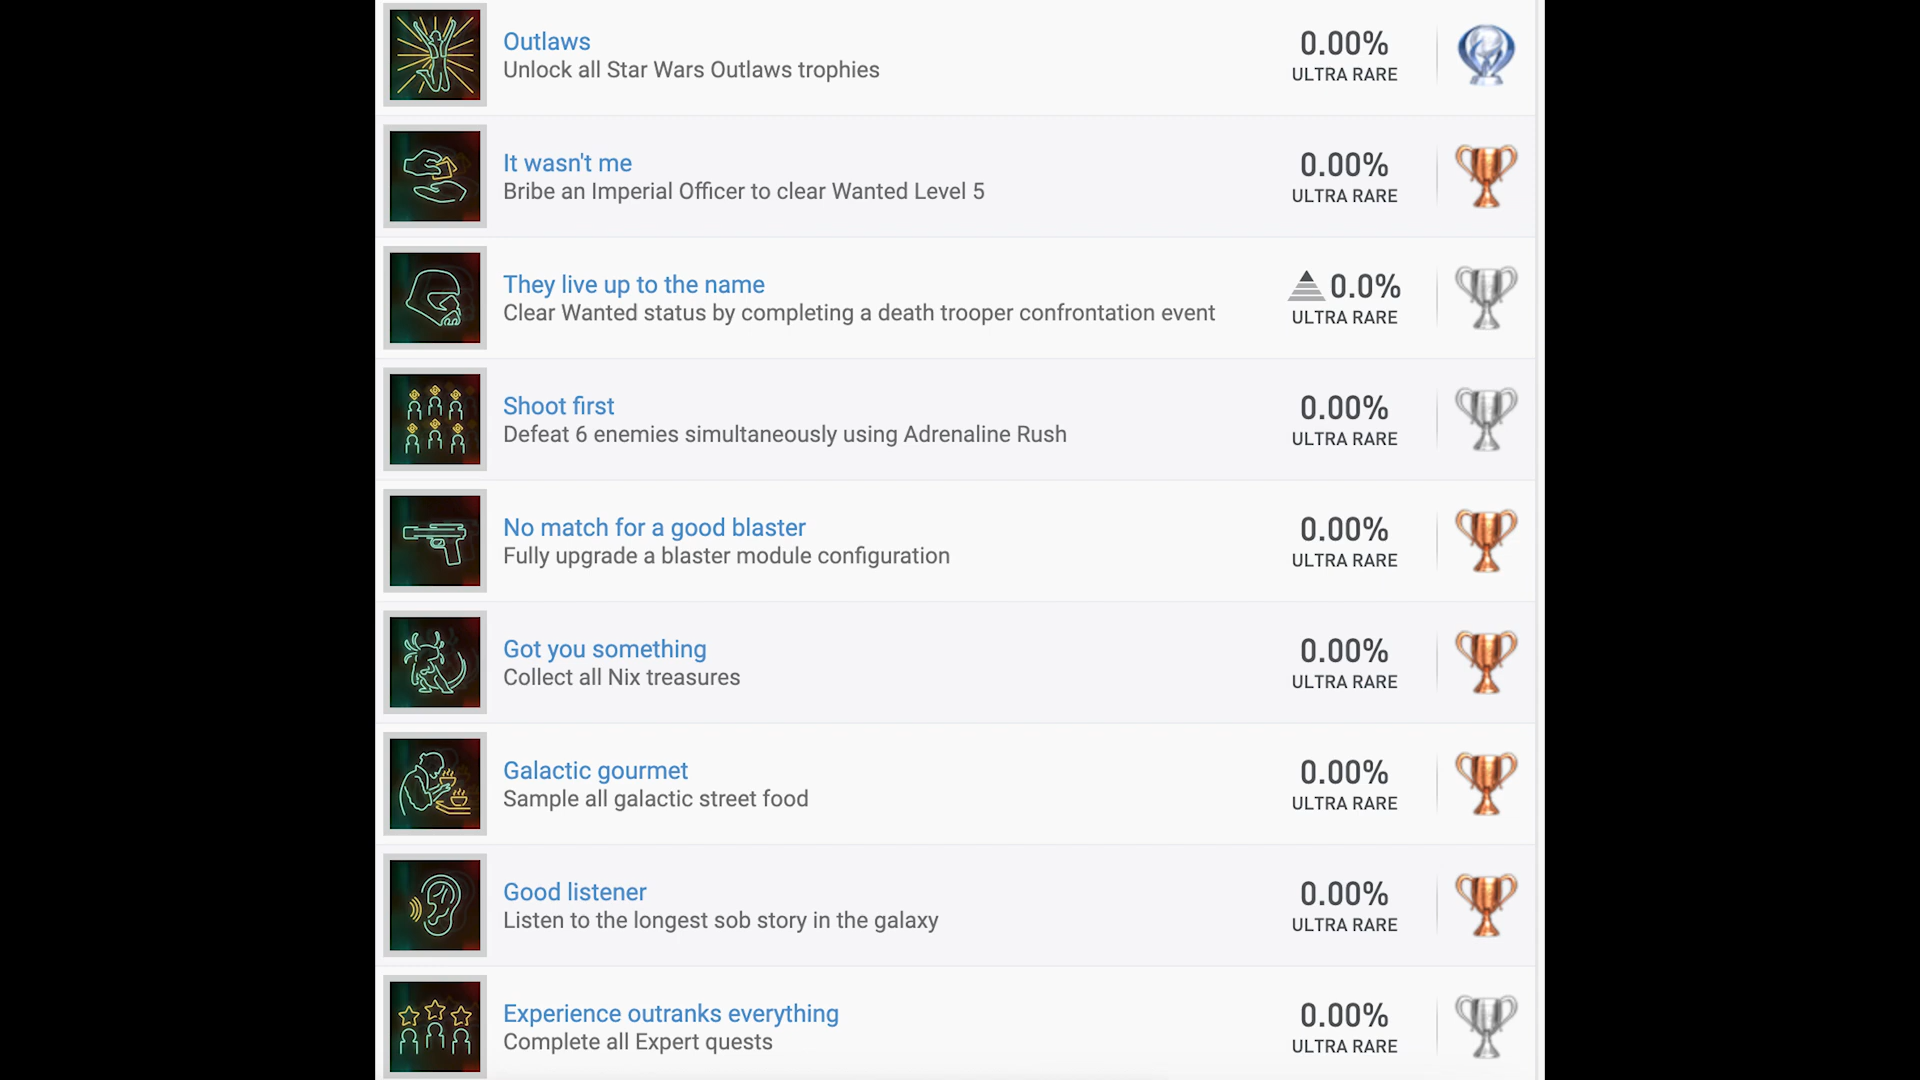 Outlaws
Unlock all Star Wars Outlaws trophies
0.00%
ULTRA RARE
It wasn't me
Bribe an Imperial Officer to clear Wanted Level 5
0.00%
ULTRA RARE
They live up to the name
Clear Wanted status by completing a death trooper confrontation event
0.0%
ULTRA RARE
Shoot first
Defeat 6 enemies simultaneously using Adrenaline Rush
0.00%
ULTRA RARE
No match for a good blaster
Fully upgrade a blaster module configuration
0.00%
ULTRA RARE
Got you something
Collect all Nix treasures
0.00%
ULTRA RARE
Galactic gourmet
Sample all galactic street food
0.00%
ULTRA RARE
Good listener
Listen to the longest sob story in the galaxy
0.00%
ULTRA RARE
Experience outranks everything
Complete all Expert quests
0.00%
ULTRA RARE